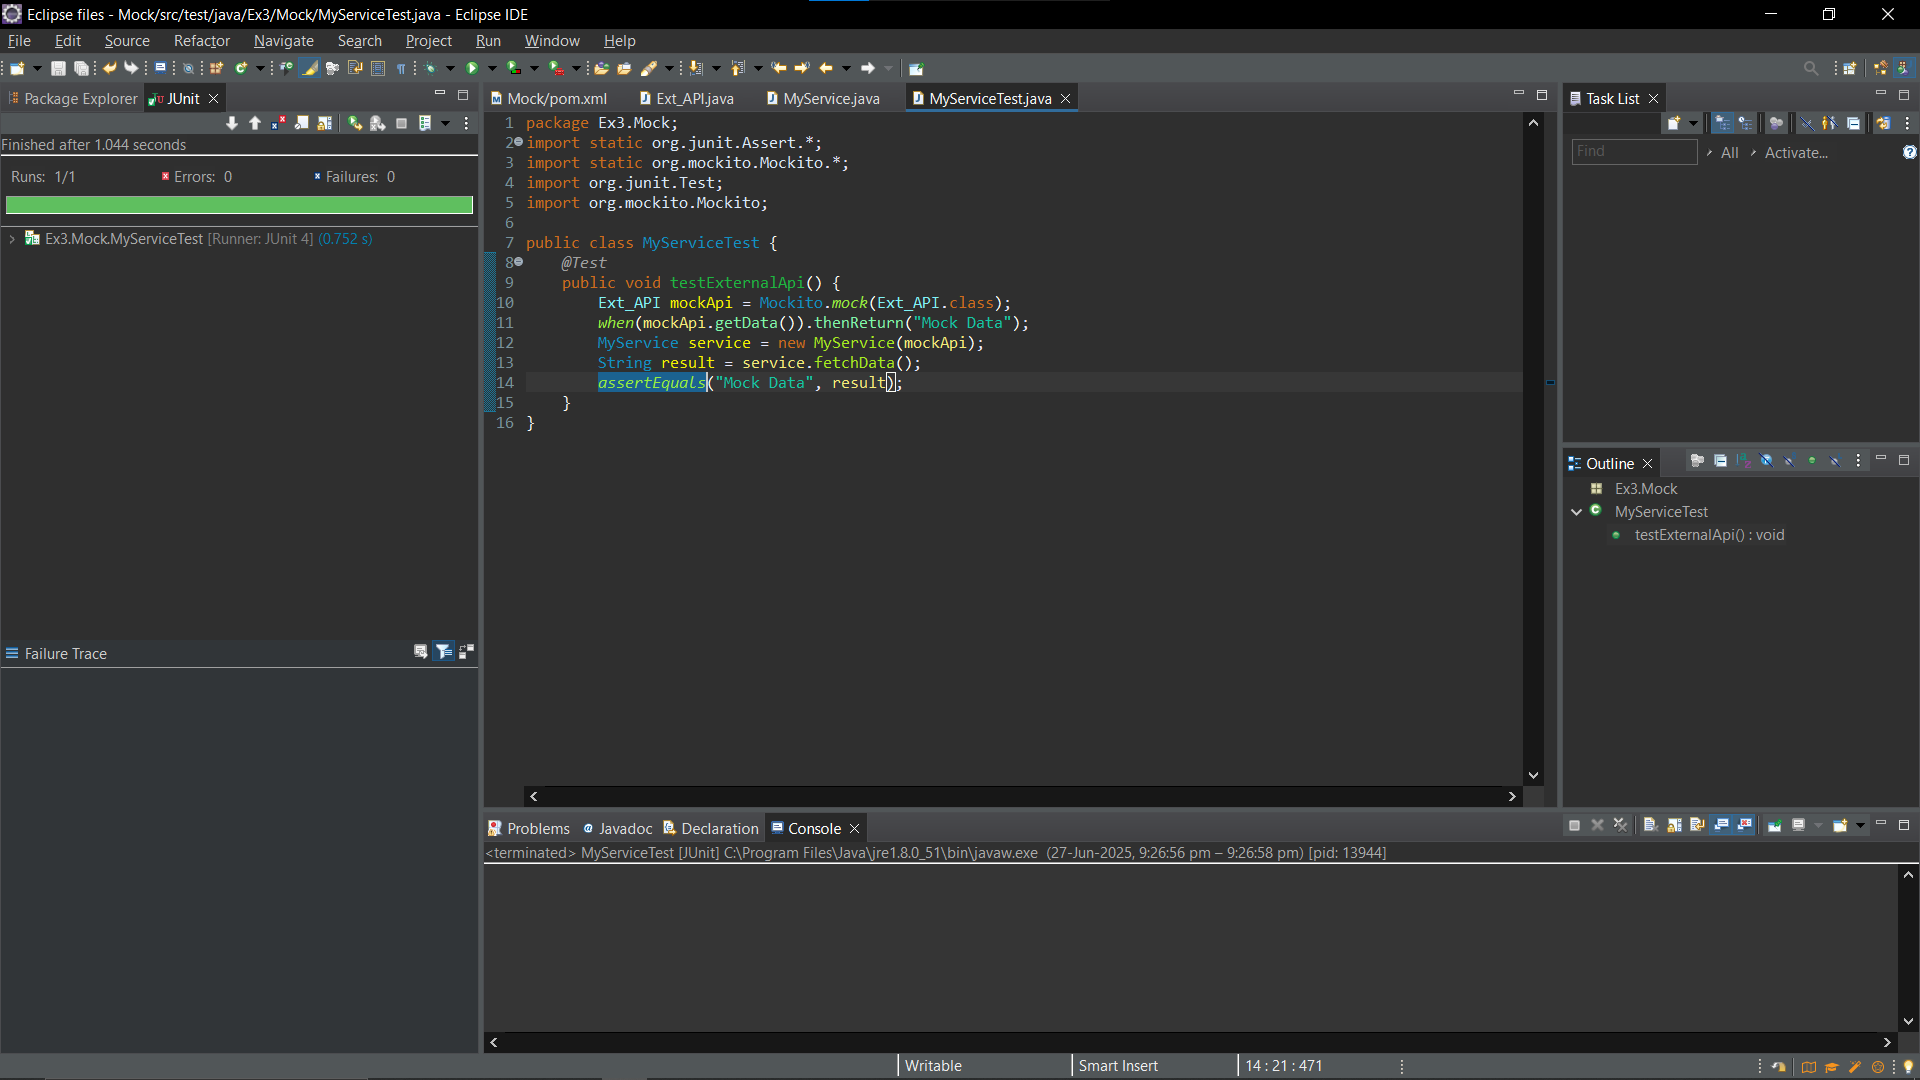 Eclipse files - Mock/src/test/java/Ex3/Mock/MyServiceTest.java - Eclipse IDE
File Edit Source Refactor Navigate Search Project Run Window Help
Package Explorer JUnit
Finished after 1.044 seconds
Runs: 1/1 Errors: 0 Failures: 0
Ex3.Mock.MyServiceTest [Runner: JUnit 4] (0.752 s)
Failure Trace
Mock/pom.xml Ext_API.java MyService.java MyServiceTest.java
1 package Ex3.Mock;
2 import static org.junit.Assert.*;
3 import static org.mockito.Mockito.*;
4 import org.junit.Test;
5 import org.mockito.Mockito;
6
7 public class MyServiceTest {
8 @Test
9 public void testExternalApi() {
10 Ext_API mockApi = Mockito.mock(Ext_API.class);
11 when(mockApi.getData()).thenReturn("Mock Data");
12 MyService service = new MyService(mockApi);
13 String result = service.fetchData();
14 assertEquals("Mock Data", result);
15 }
16 }
Task List
Find All Activate...
Outline
Ex3.Mock
MyServiceTest
testExternalApi() : void
Problems Javadoc Declaration Console
<terminated> MyServiceTest [JUnit] C:\Program Files\Java\jre1.8.0_51\bin\javaw.exe (27-Jun-2025, 9:26:56 pm – 9:26:58 pm) [pid: 13944]
Writable Smart Insert 14 : 21 : 471